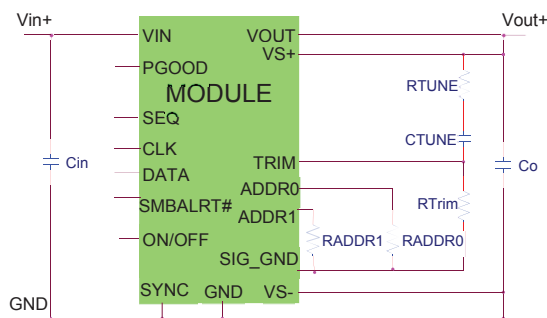 Vin+
Vout+
VIN
VOUT
VS+
PGOOD
RTUNE
MODULE
SEQ
CTUNE
CLK
TRIM
Cin
DATA
Co
ADDR0
SMBALRT#
RTrim
ADDR1
ON/OFF
RADDR1
RADDR0
SIG_GND
SYNC
GND
VS-
GND